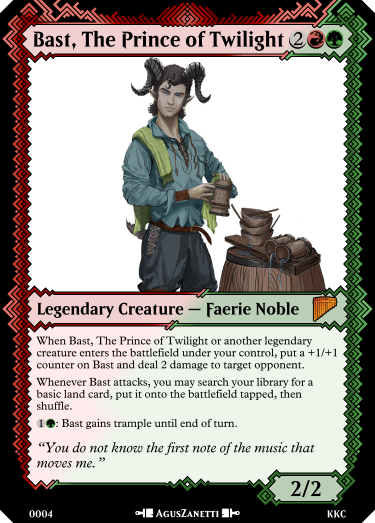 Bast, The Prince of Twilight 2
Legendary Creature — Faerie Noble
When Bast, The Prince of Twilight or another legendary
creature enters the battlefield under your control, put a +1/+1
counter on Bast and deal 2 damage to target opponent.
Whenever Bast attacks, you may search your library for a
basic land card, put it onto the battlefield tapped, then
shuffle.
1: Bast gains trample until end of turn.
“You do not know the first note of the music that
moves me.”
2/2
0004 AgusZanetti KKC